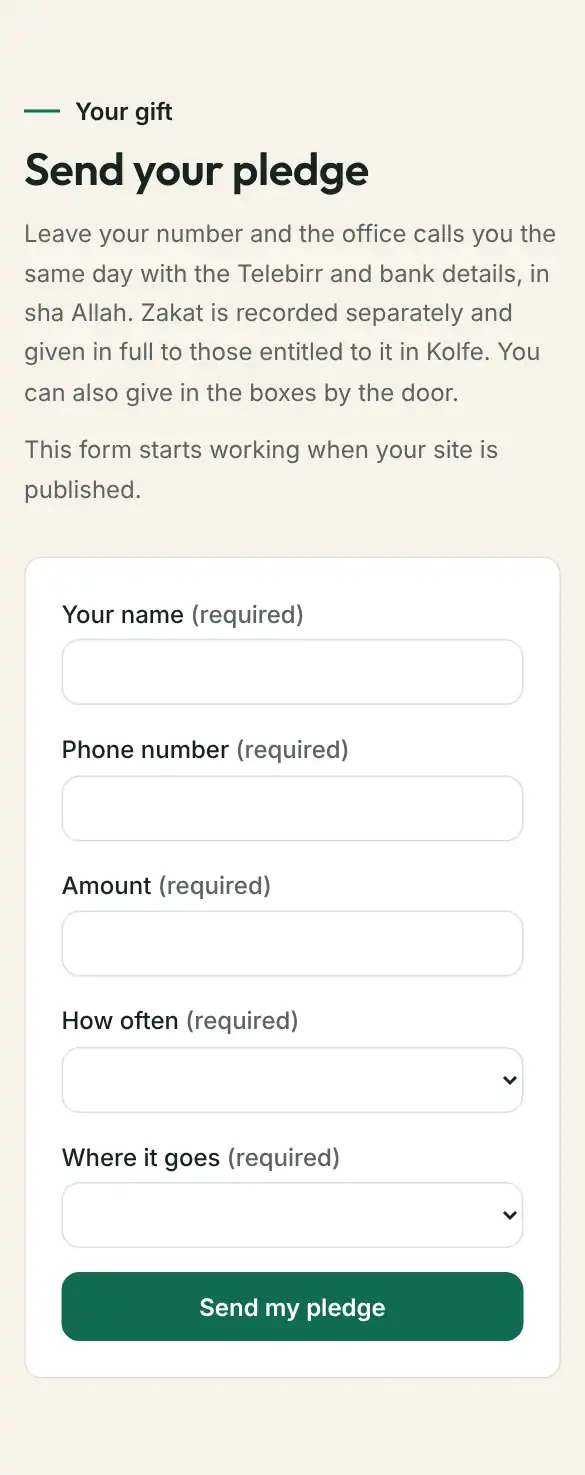 Your gift
Send your pledge
Leave your number and the office calls you the
same day with the Telebirr and bank details, in
sha Allah. Zakat is recorded separately and
given in full to those entitled to it in Kolfe. You
can also give in the boxes by the door.
This form starts working when your site is
published.
Your name (required)
Phone number (required)
Amount (required)
How often (required)
Where it goes (required)
Send my pledge